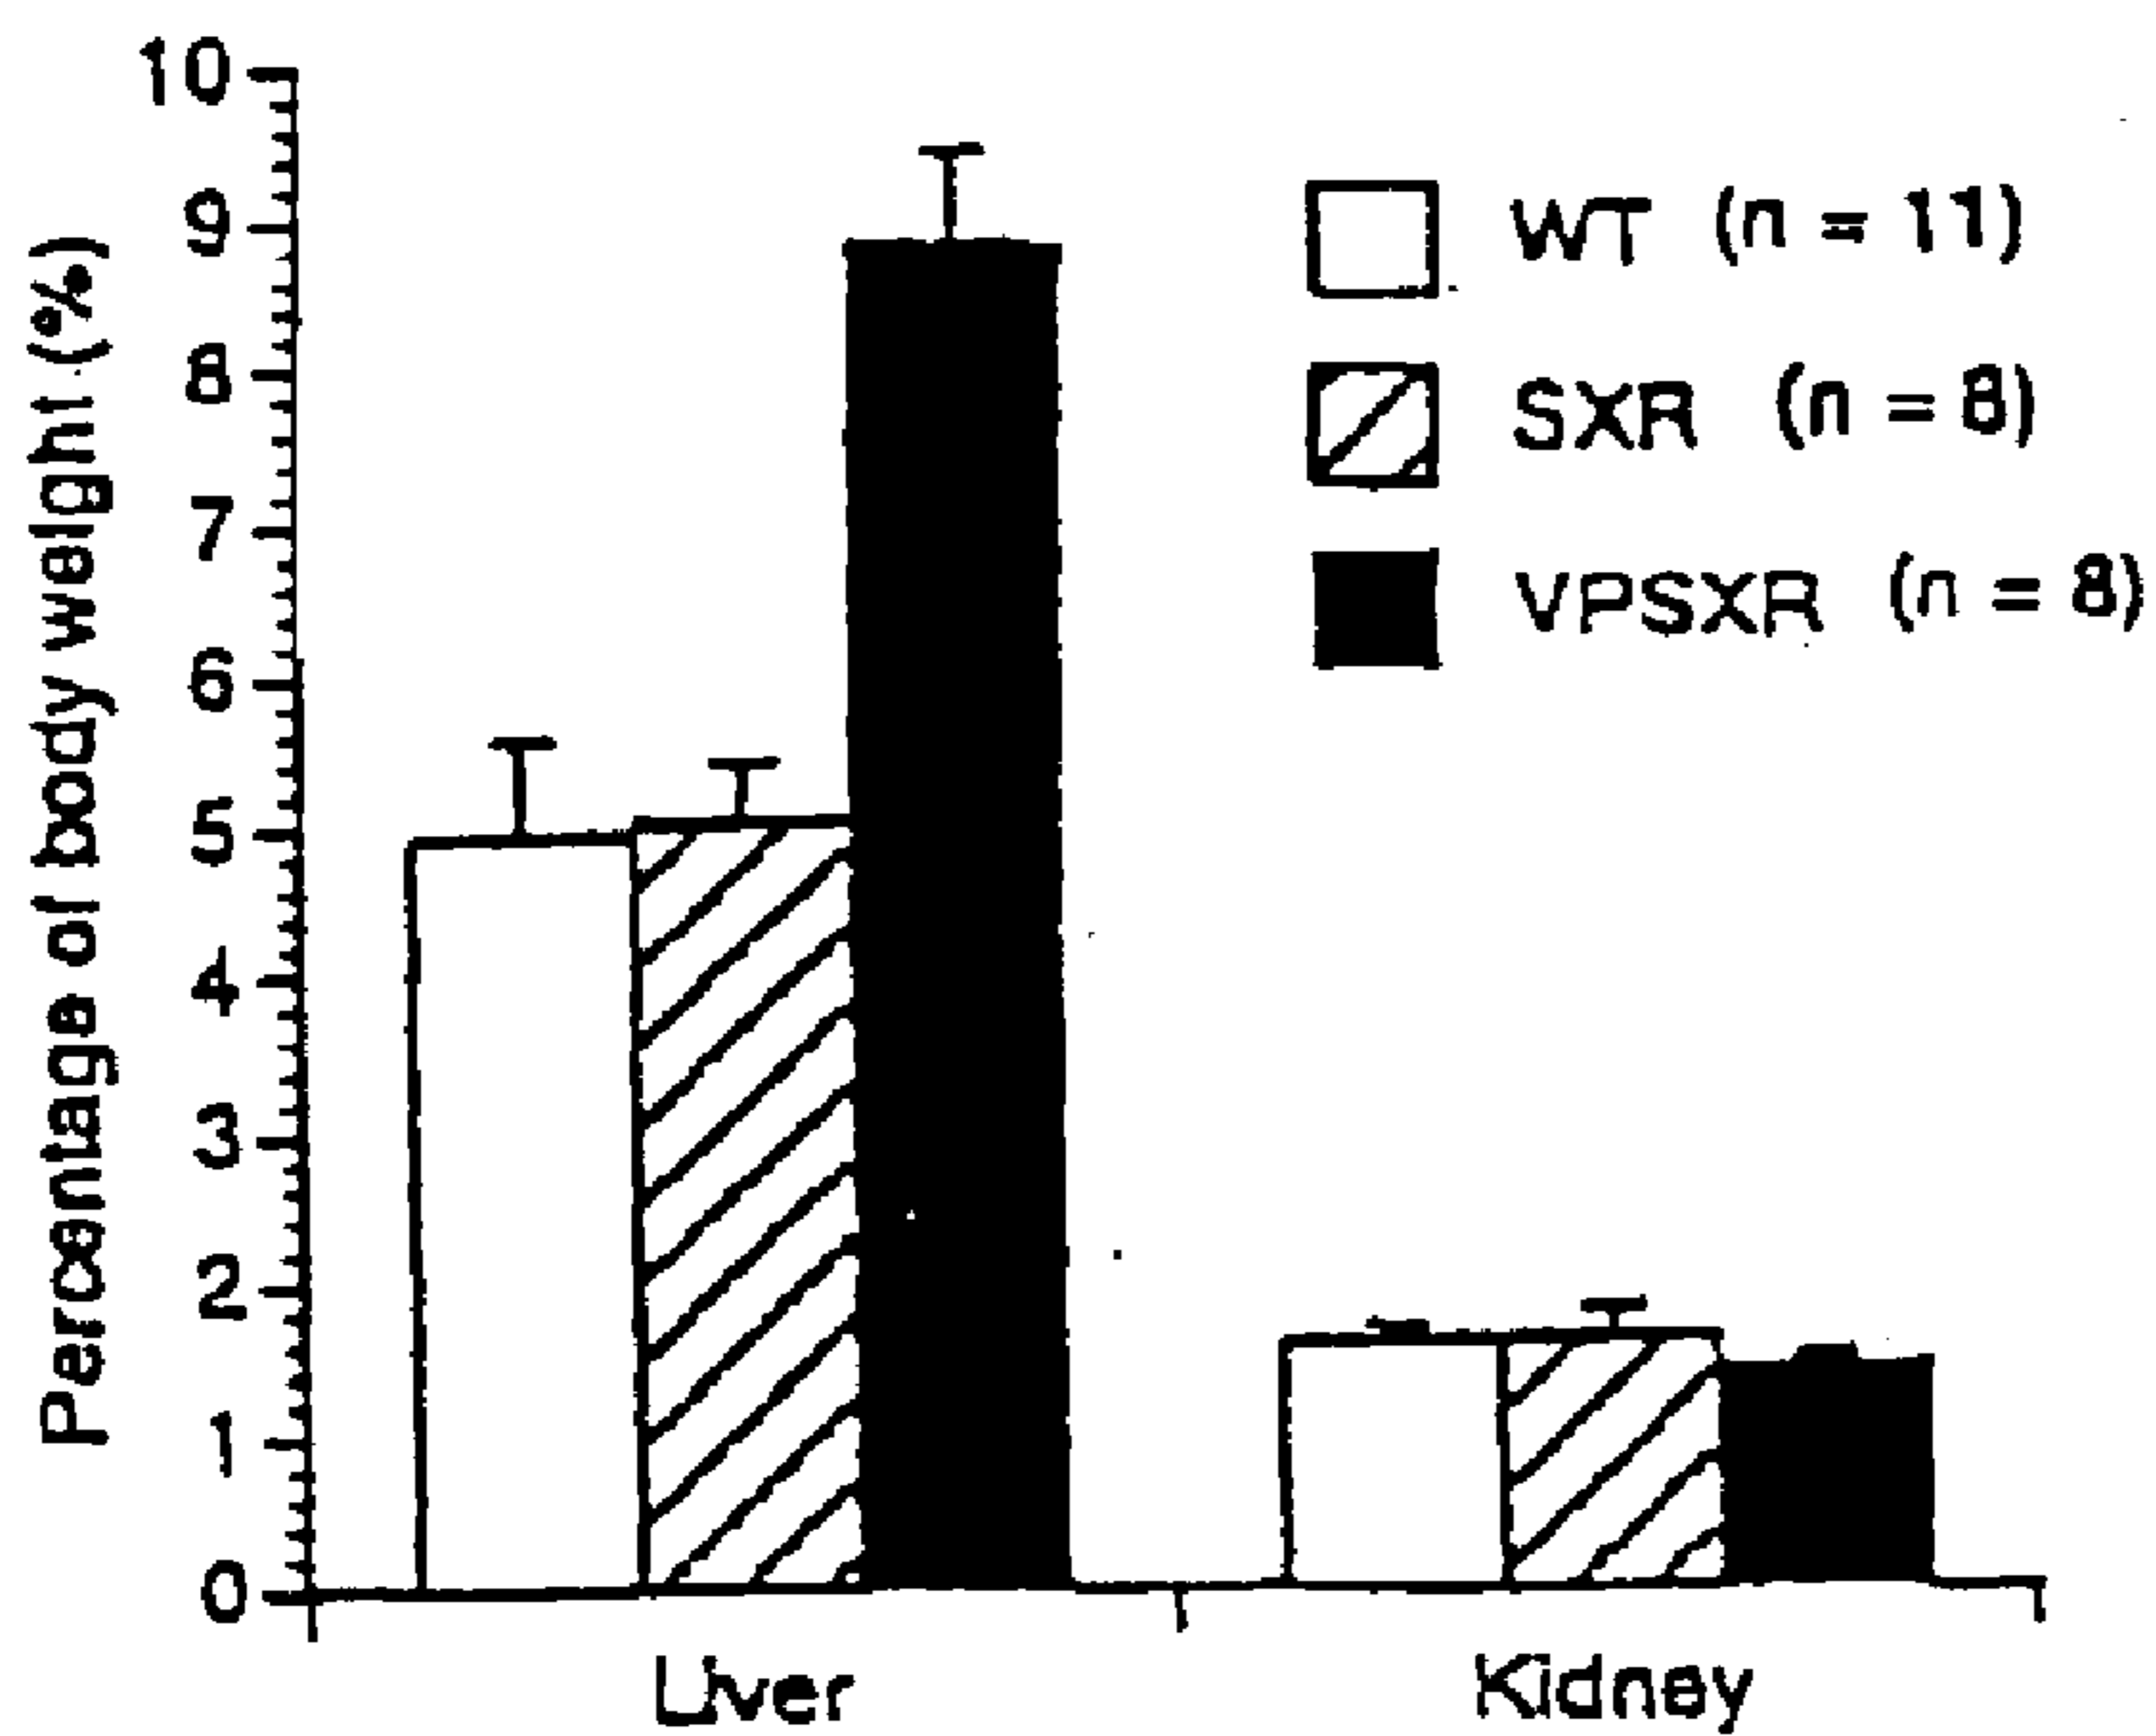 Percentage of body weight (%)
10
9
8
7
6
5
4
3
2
1
0
WT (n = 11)
SXR (n = 8)
VPSXR (n = 8)
Liver
Kidney